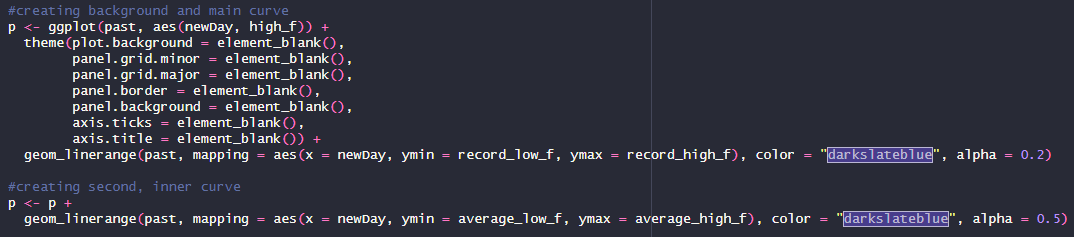 #creating background and main curve
p <- ggplot(past, aes(newDay, high_f)) +
  theme(plot.background = element_blank(),
        panel.grid.minor = element_blank(),
        panel.grid.major = element_blank(),
        panel.border = element_blank(),
        panel.background = element_blank(),
        axis.ticks = element_blank(),
        axis.title = element_blank()) +
  geom_linerange(past, mapping = aes(x = newDay, ymin = record_low_f, ymax = record_high_f), color = "darkslateblue", alpha = 0.2)
#creating second, inner curve
p <- p +
  geom_linerange(past, mapping = aes(x = newDay, ymin = average_low_f, ymax = average_high_f), color = "darkslateblue", alpha = 0.5)